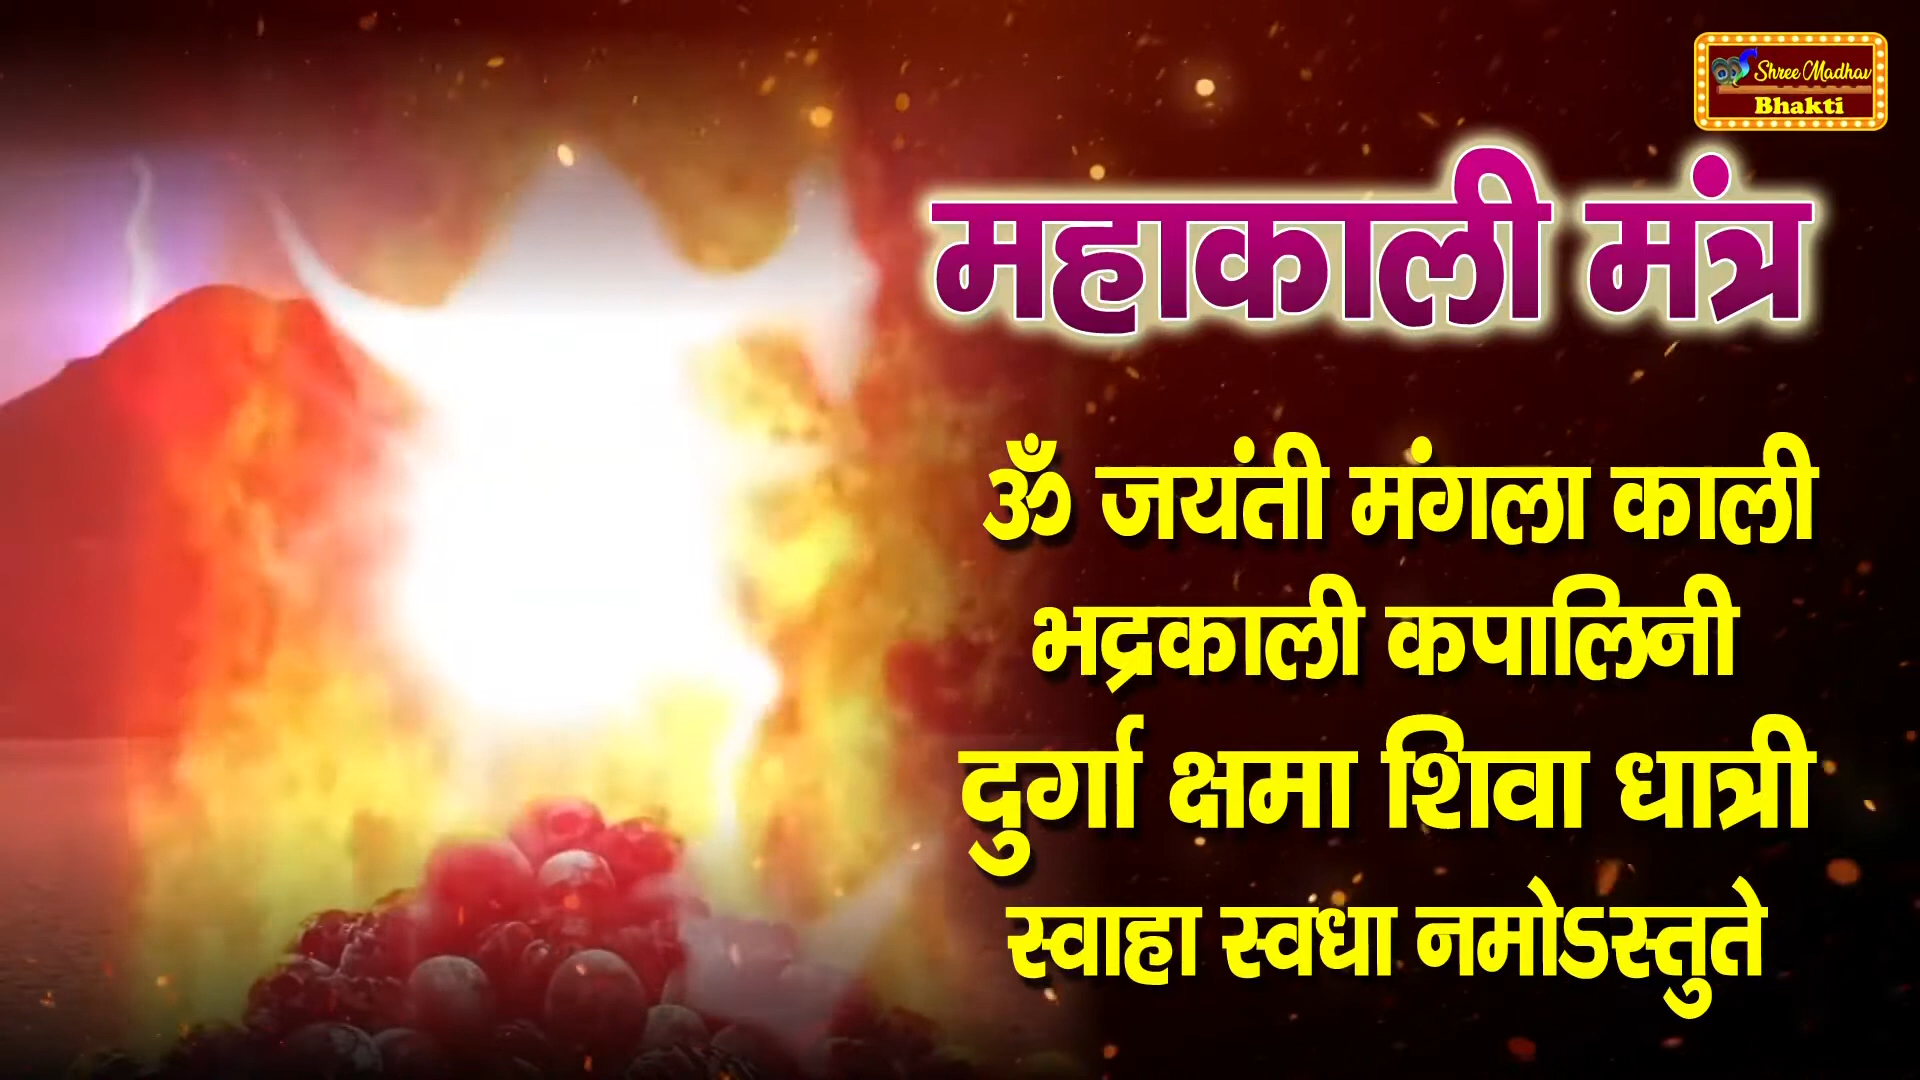 Shree Madhav
Bhakti
महाकाली मंत्र
ॐ जयंती मंगला काली
भद्रकाली कपालिनी
दुर्गा क्षमा शिवा धात्री
स्वाहा स्वधा नमोऽस्तुते